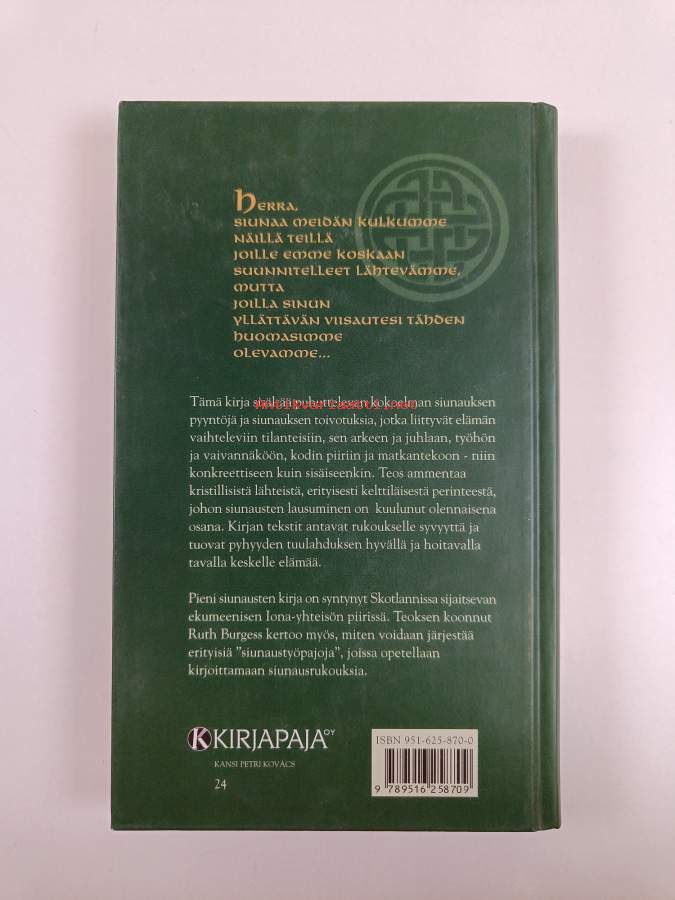 HERRA,
SIUNAA MEIDÄN KULKUMME
NÄILLÄ TEILLÄ
JOILLE EMME KOSKAAN
SUUNNITELLEET LÄHTEVÄMME,
MUTTA
JOILLA SINUN
YLLÄTTÄVÄN VIISAUTESI TÄHDEN
HUOMASIMME
OLEVAMME...
Tämä kirja sisältää puhuttelevan kokoelman siunauksen
Antikvariaatti.net
pyyntöjä ja siunauksen toivotuksia, jotka liittyvät elämän
vaihteleviin tilanteisiin, sen arkeen ja juhlaan, työhön
ja vaivannäköön, kodin piiriin ja matkantekoon - niin
konkreettiseen kuin sisäiseenkin. Teos ammentaa
kristillisistä lähteistä, erityisesti kelttiläisestä perinteestä,
johon siunausten lausuminen on kuulunut olennaisena
osana. Kirjan tekstit antavat rukoukselle syvyyttä ja
tuovat pyhyyden tuulahduksen hyvällä ja hoitavalla
tavalla keskelle elämää.
Pieni siunausten kirja on syntynyt Skotlannissa sijaitsevan
ekumeenisen Iona-yhteisön piirissä. Teoksen koonnut
Ruth Burgess kertoo myös, miten voidaan järjestää
erityisiä "siunaustyöpajoja", joissa opetellaan
kirjoittamaan siunausrukouksia.
KIRJAPAJA OY
KANSI PETRI KOVÁCS
24
ISBN 951-625-870-0
9 789516 258709